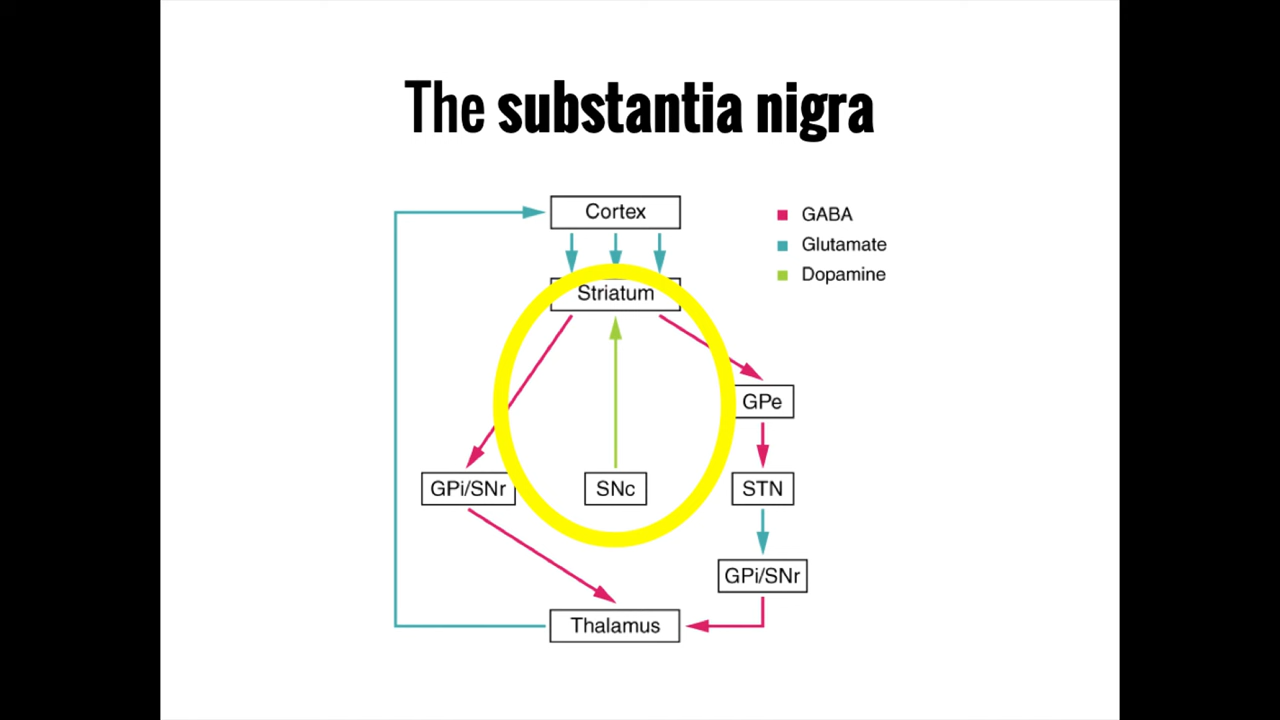 The substantia nigra
Cortex
GABA
Glutamate
Dopamine
Striatum
GPe
GPi/SNr
SNc
STN
GPi/SNr
Thalamus